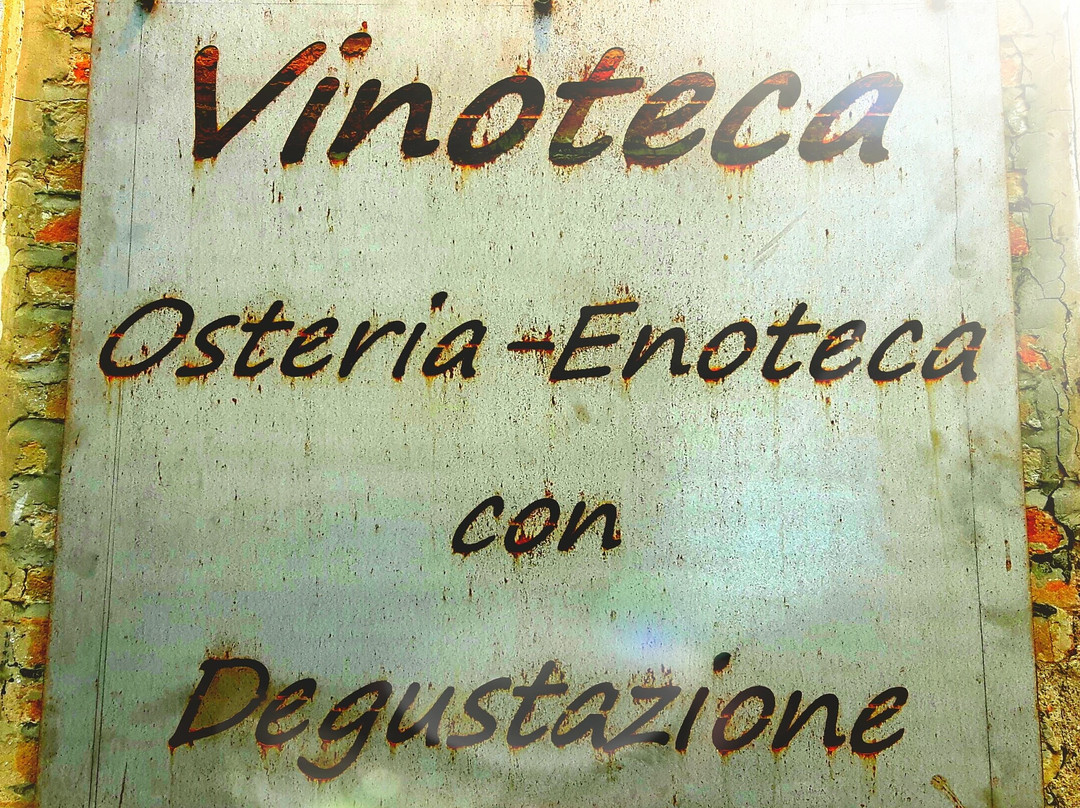 Vinoteca
Osteria-Enoteca
con
Degustazione